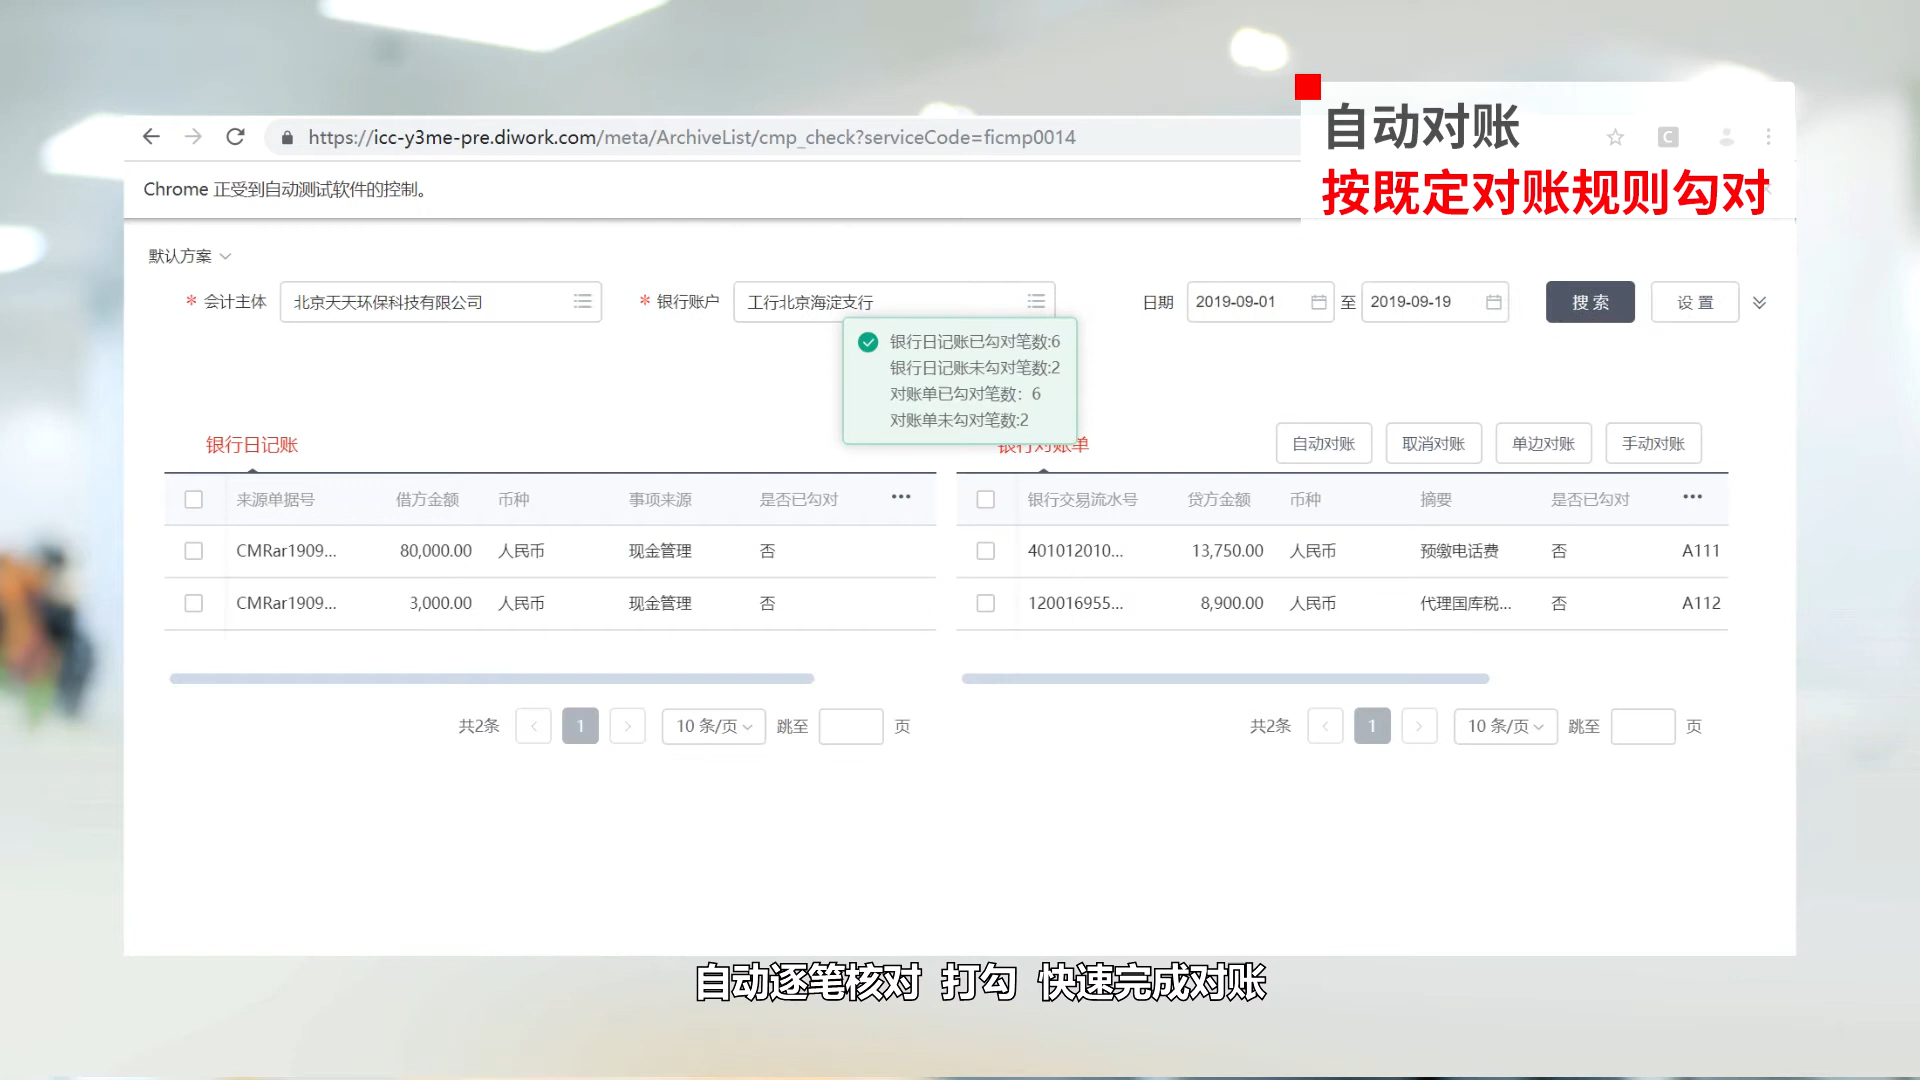 自动对账
https://icc-y3me-pre.diwork.com/meta/ArchiveList/cmp_check?serviceCode=ficmp0014
C
按既定对账规则勾对
Chrome 正受到自动测试软件的控制。
默认方案
* 会计主体 北京天天环保科技有限公司 * 银行账户 工行北京海淀支行 日期 2019-09-01 至 2019-09-19 搜索 设置
银行日记账已勾对笔数:6
银行日记账未勾对笔数:2
对账单已勾对笔数：6
对账单未勾对笔数:2
银行日记账 银行对账单 自动对账 取消对账 单边对账 手动对账
来源单据号 借方金额 币种 事项来源 是否已勾对 ••• 银行交易流水号 贷方金额 币种 摘要 是否已勾对 •••
CMRar1909... 80,000.00 人民币 现金管理 否 401012010... 13,750.00 人民币 预缴电话费 否 A111
CMRar1909... 3,000.00 人民币 现金管理 否 120016955... 8,900.00 人民币 代理国库税... 否 A112
共2条 1 10 条/页 跳至 页 共2条 1 10 条/页 跳至 页
自动逐笔核对 打勾 快速完成对账